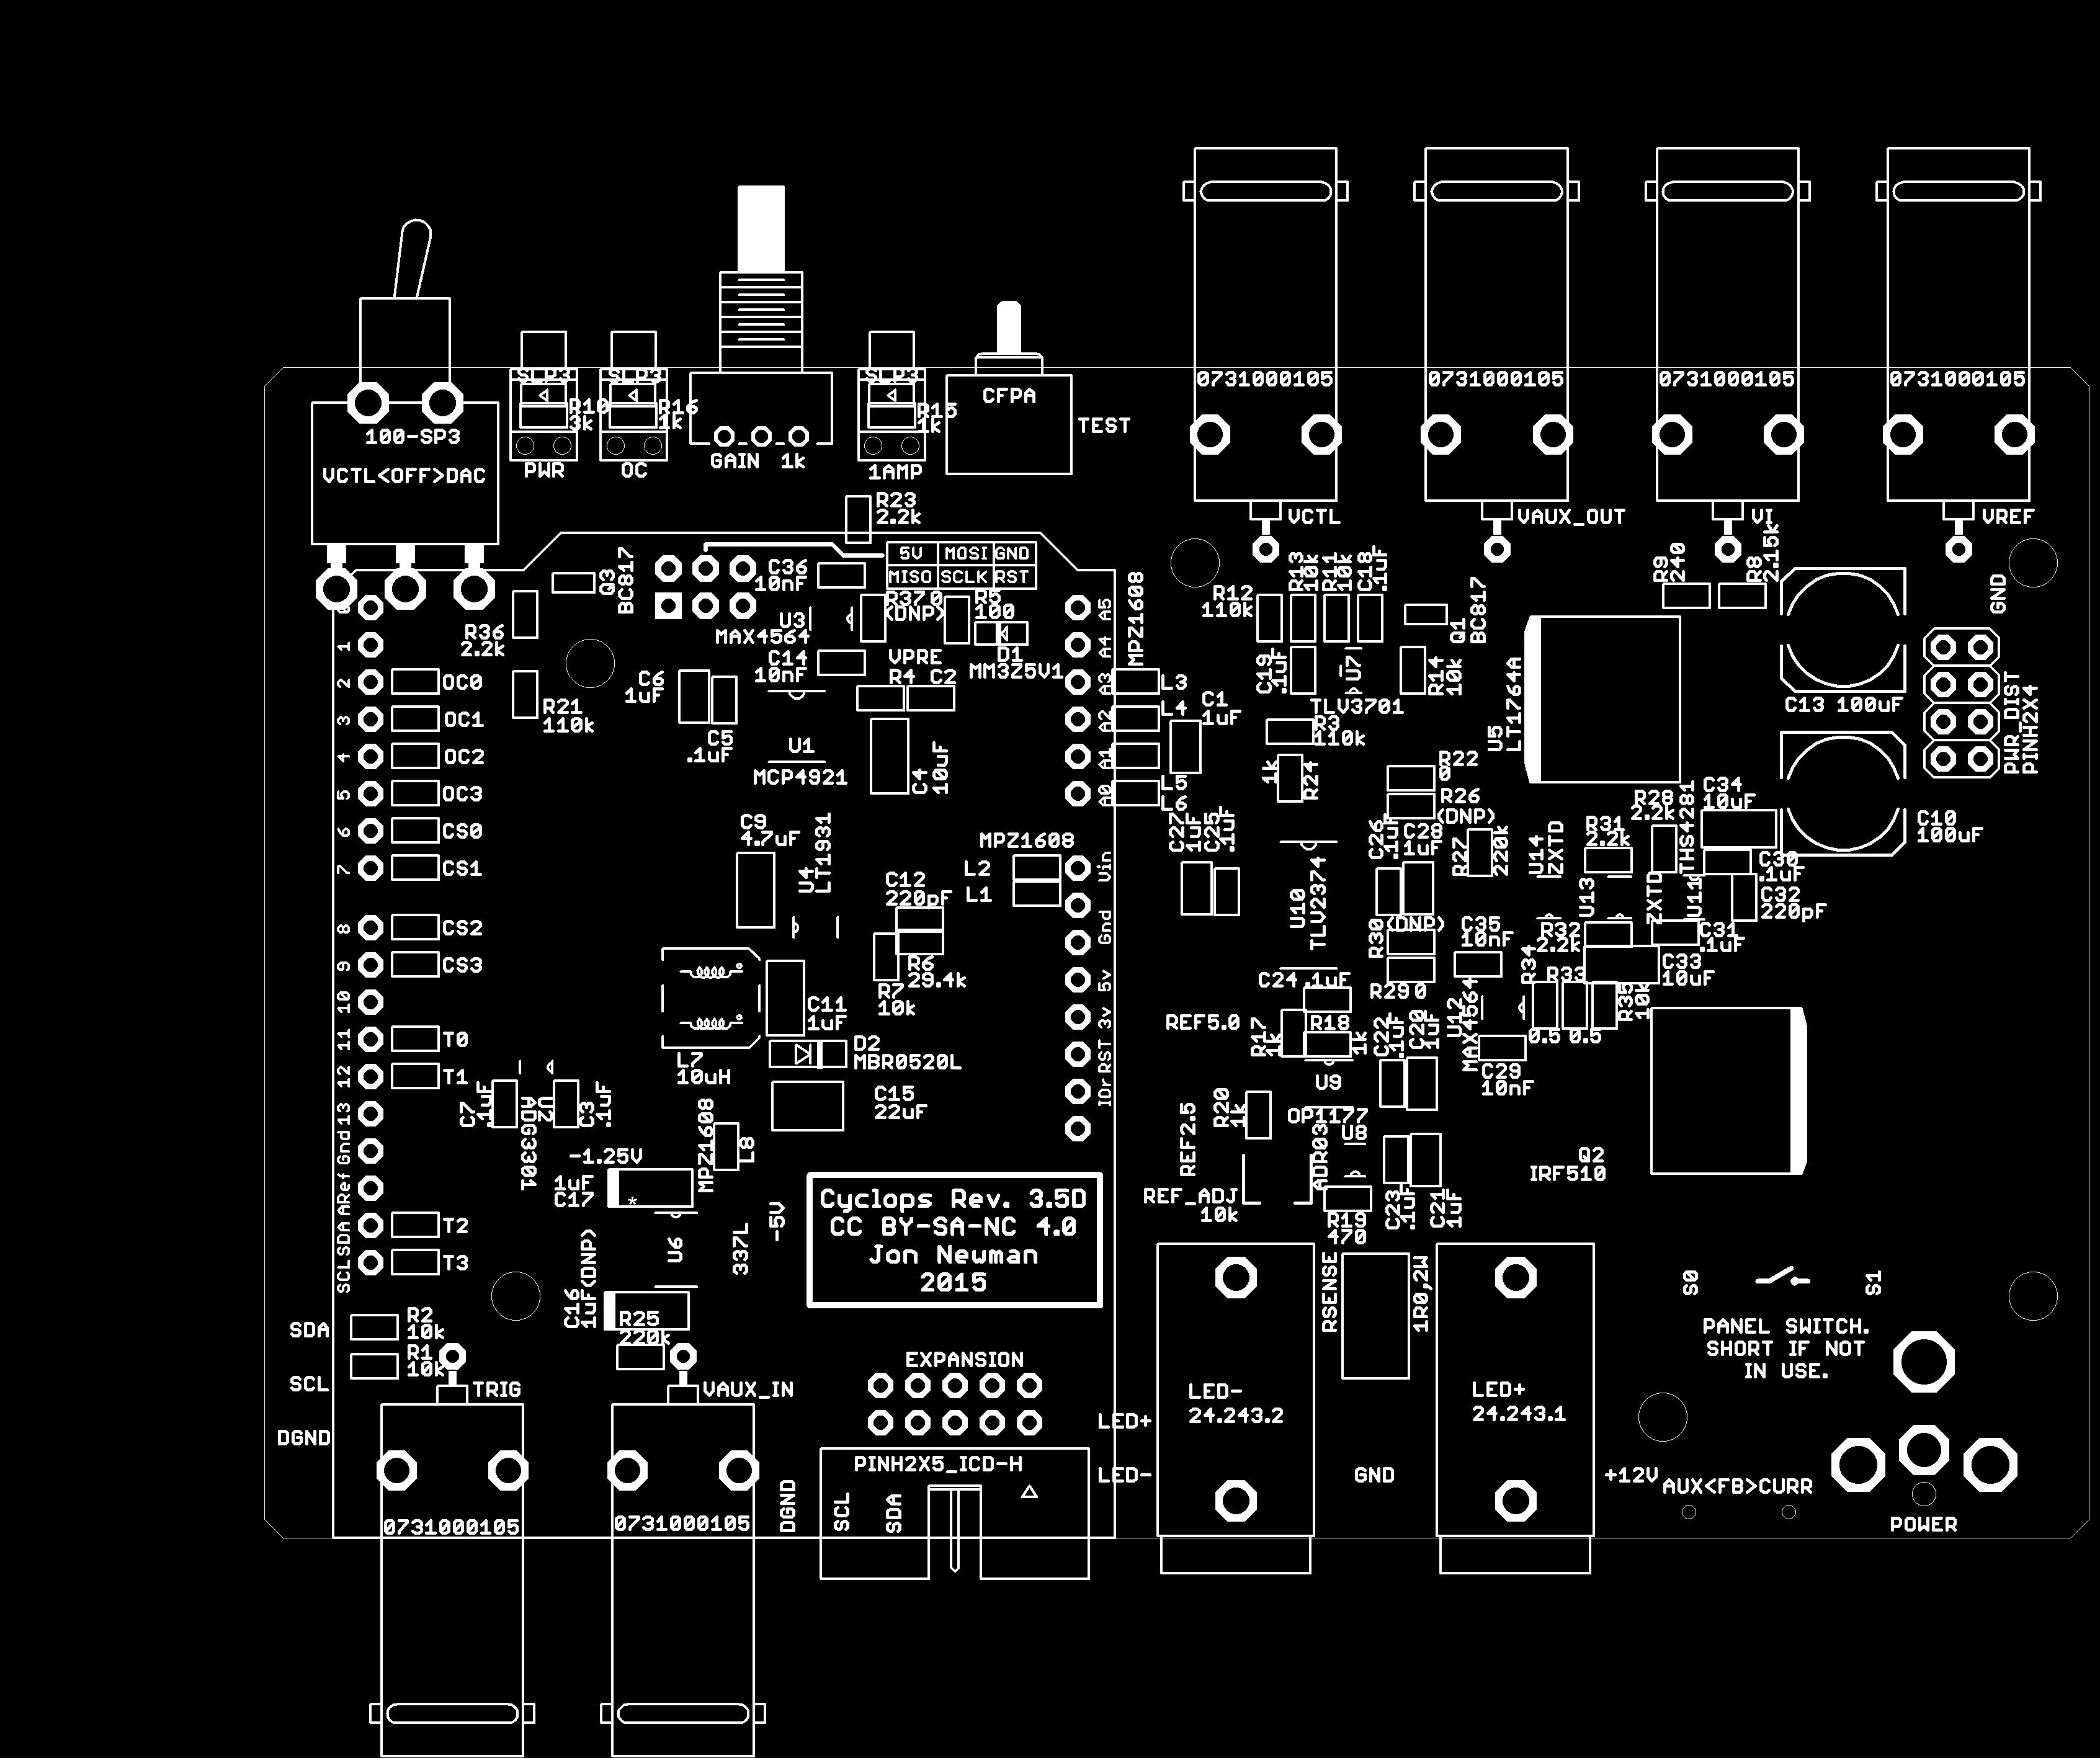 0731000105
0731000105
0731000105
0731000105
SLP3
SLP3
SLP3
R10
3k
R16
1k
R15
1k
CFPA
TEST
100-SP3
VCTL<OFF>DAC
PWR
OC
GAIN 1k
1AMP
R23
2.2k
VCTL
VAUX_OUT
VI
VREF
5V MOSI GND
MISO SCLK RST
Q3
BC817
C36
10nF
U3
MAX4564
C14
10nF
R37 0
(DNP)
R5
100
D1
MM3Z5V1
VPRE
R4 C2
MPZ1608
R36
2.2k
R21
110k
C6
1uF
C5
.1uF
U1
MCP4921
C4
10uF
1
2
3
4
5
6
7
8
9
10
11
12
13
Gnd
ARef
SDA
SCL
OC0
OC1
OC2
OC3
CS0
CS1
CS2
CS3
T0
T1
T2
T3
A5
A4
A3
A2
A1
A0
Vin
Gnd
5v
3v
RST
IOr
L3
L4
L5
L6
C1
1uF
R12
110k
R13
10k
R11
10k
C18
.1uF
C19
.1uF
U7
TLV3701
Q1
BC817
R14
10k
R3
110k
1k
R24
R9
240
R8
2.15k
U5
LT1764A
C13 100uF
C10
100uF
GND
PWR_DIST
PINH2X4
R22
0
R26
(DNP)
C27
1uF
C25
.1uF
C26
.1uF
C28
.1uF
R27
220k
U14
ZXTD
R31
2.2k
R28
2.2k
THS4281
C34
10uF
C30
.1uF
C32
220pF
U13
ZXTD
U11
C31
.1uF
C33
10uF
R32
2.2k
U10
TLV2374
R30
(DNP)
C35
10nF
R29 0
C24 .1uF
R34
R33
R35
10k
0.5 0.5
U12
MAX4564
C29
10nF
C9
4.7uF
U4
LT1931
MPZ1608
L2
L1
C12
220pF
R6
29.4k
R7
10k
C11
1uF
L7
10uH
D2
MBR0520L
C15
22uF
REF5.0
R17
1k
R18
1k
C22
.1uF
C20
1uF
U9
OP1177
R20
1k
REF2.5
U8
ADR03
REF_ADJ
10k
R19
470
C23
.1uF
C21
1uF
Q2
IRF510
C7
.1uF
ADG3301
U2
C3
.1uF
MPZ1608
L8
-1.25V
1uF
C17
*
U6
337L
-5V
C16
1uF(DNP)
R25
220k
Cyclops Rev. 3.5D
CC BY-SA-NC 4.0
Jon Newman
2015
RSENSE
1R0,2W
S0
S1
PANEL SWITCH.
SHORT IF NOT
IN USE.
SDA
R2
10k
R1
10k
SCL
DGND
TRIG
VAUX_IN
EXPANSION
PINH2X5_ICD-H
LED+
LED-
LED-
24.243.2
LED+
24.243.1
GND
+12V
AUX<FB>CURR
POWER
0731000105
0731000105
DGND
SCL
SDA